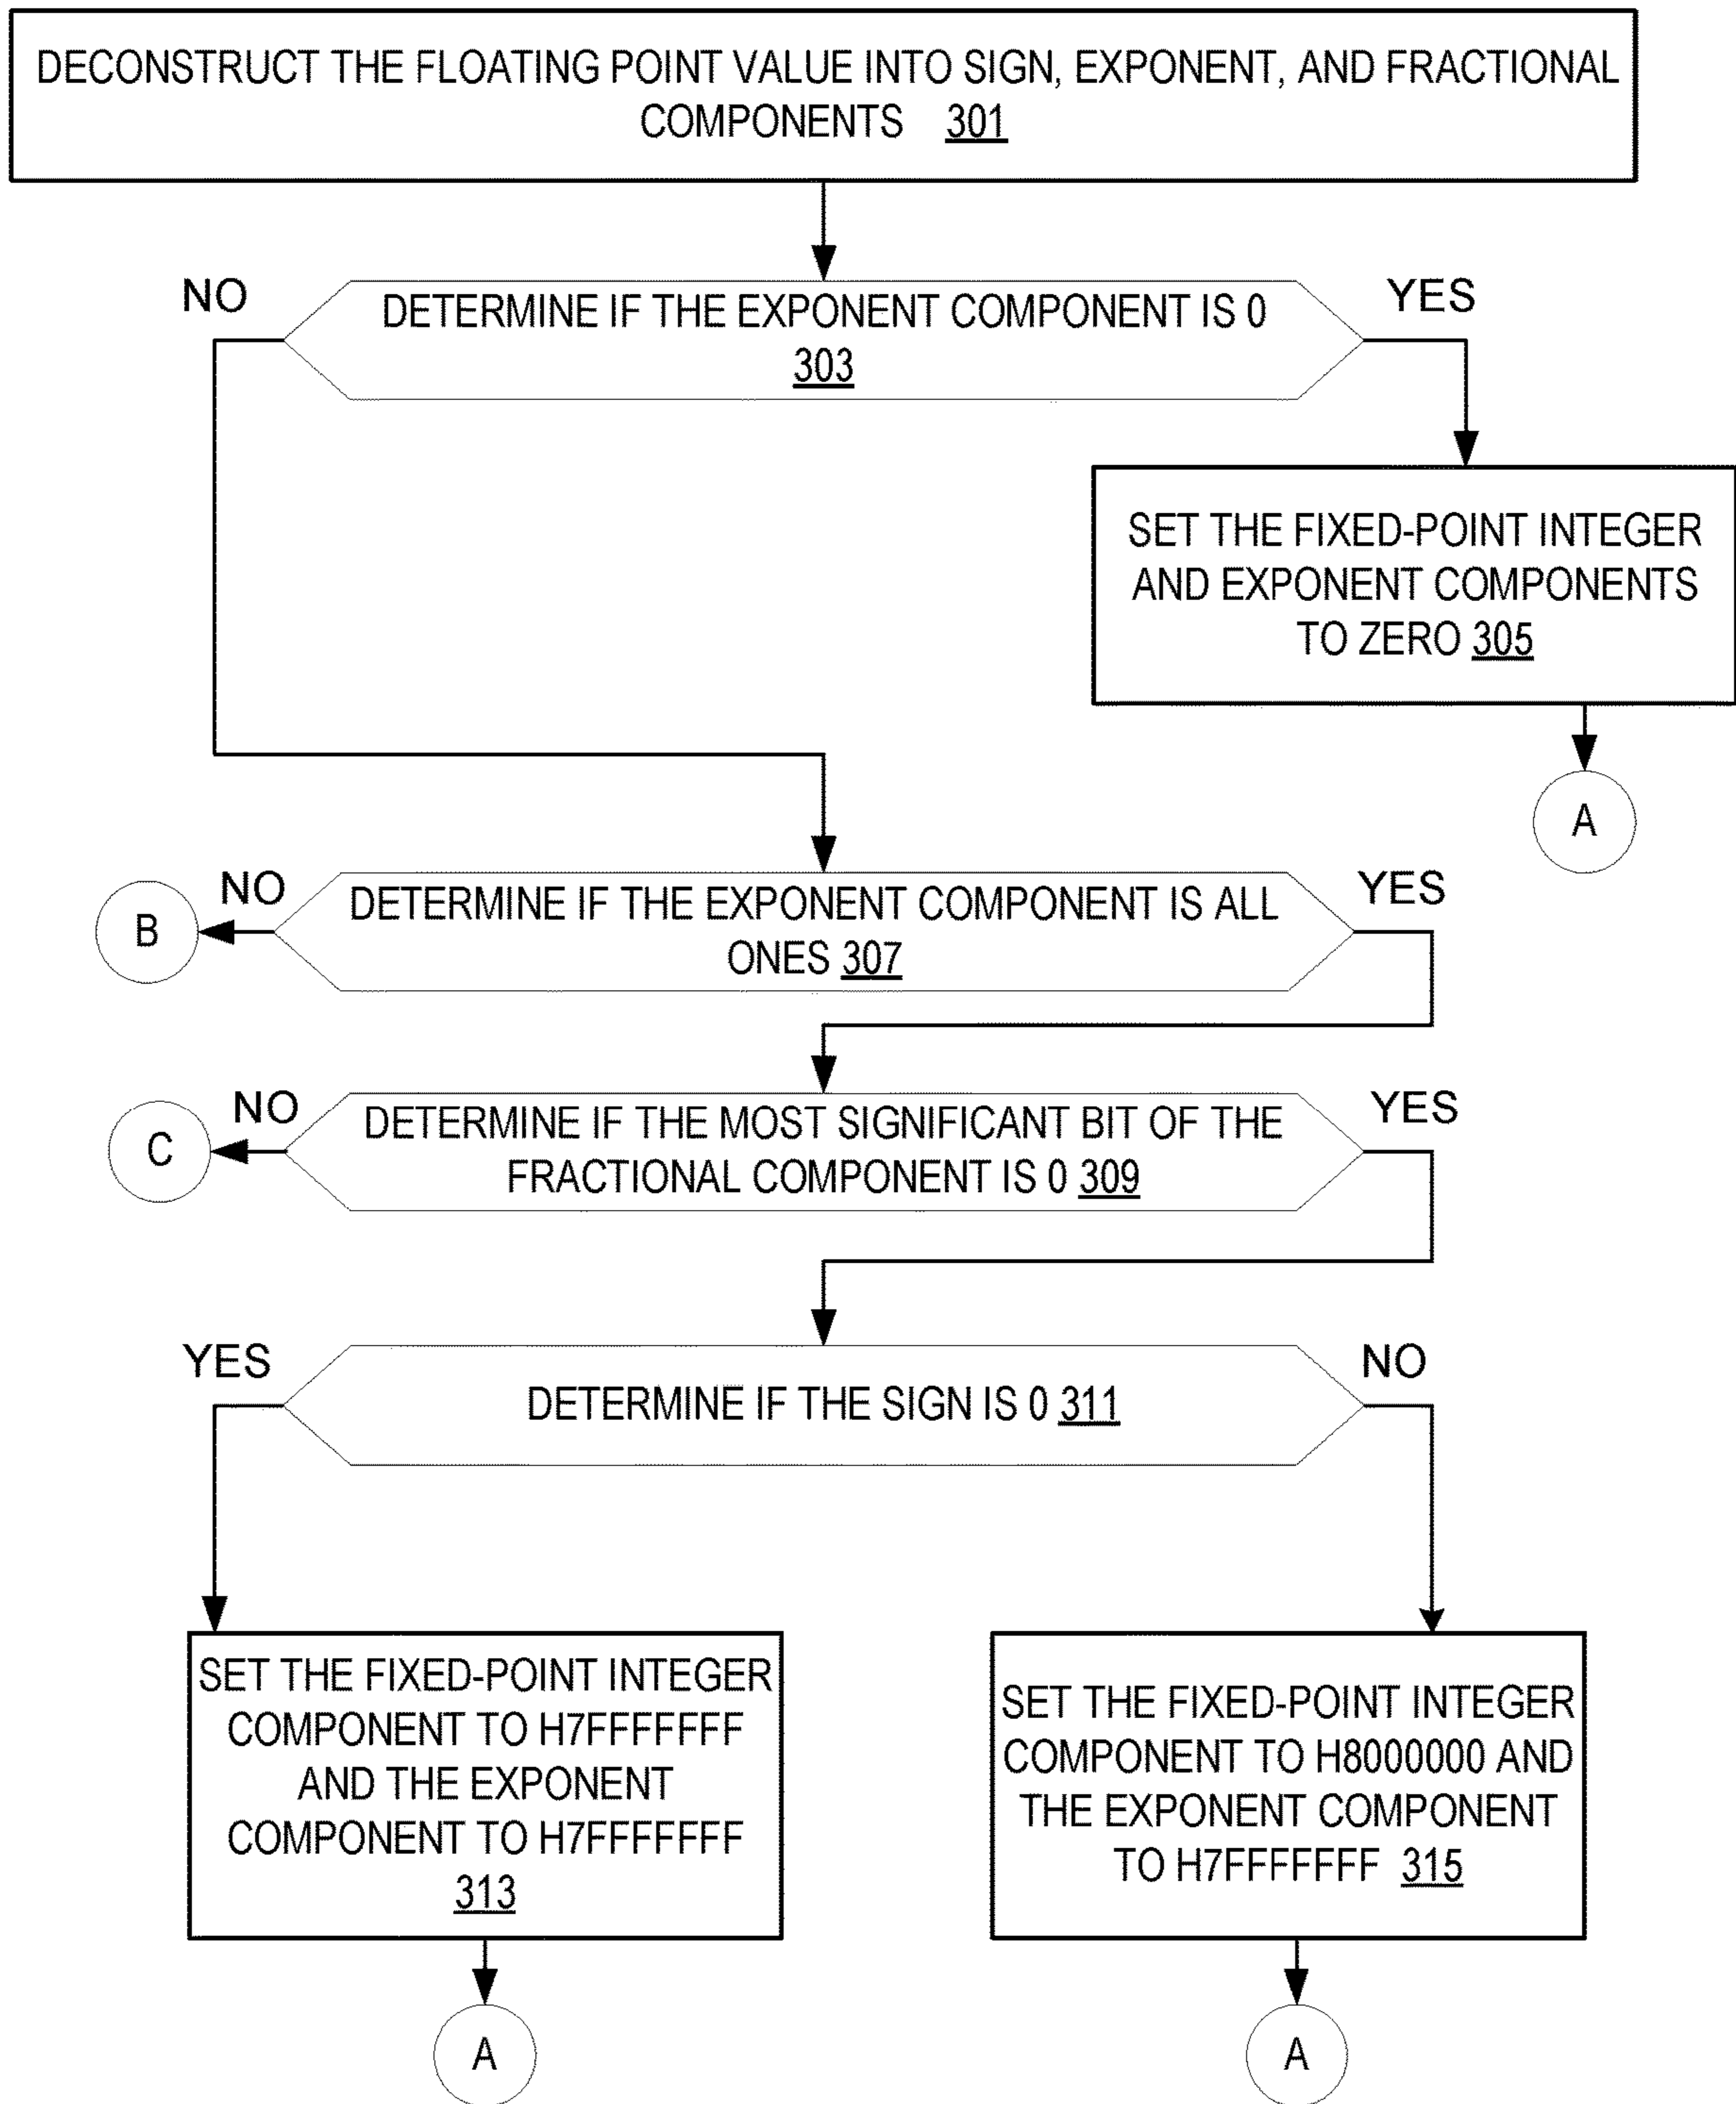 DECONSTRUCT THE FLOATING POINT VALUE INTO SIGN, EXPONENT, AND FRACTIONAL
COMPONENTS 301
NO
YES
DETERMINE IF THE EXPONENT COMPONENT IS 0
303
SET THE FIXED-POINT INTEGER
AND EXPONENT COMPONENTS
TO ZERO 305
A
B
NO
YES
DETERMINE IF THE EXPONENT COMPONENT IS ALL
ONES 307
C
NO
YES
DETERMINE IF THE MOST SIGNIFICANT BIT OF THE
FRACTIONAL COMPONENT IS 0 309
YES
NO
DETERMINE IF THE SIGN IS 0 311
SET THE FIXED-POINT INTEGER
COMPONENT TO H7FFFFFFF
AND THE EXPONENT
COMPONENT TO H7FFFFFFF
313
SET THE FIXED-POINT INTEGER
COMPONENT TO H8000000 AND
THE EXPONENT COMPONENT
TO H7FFFFFFF 315
A
A